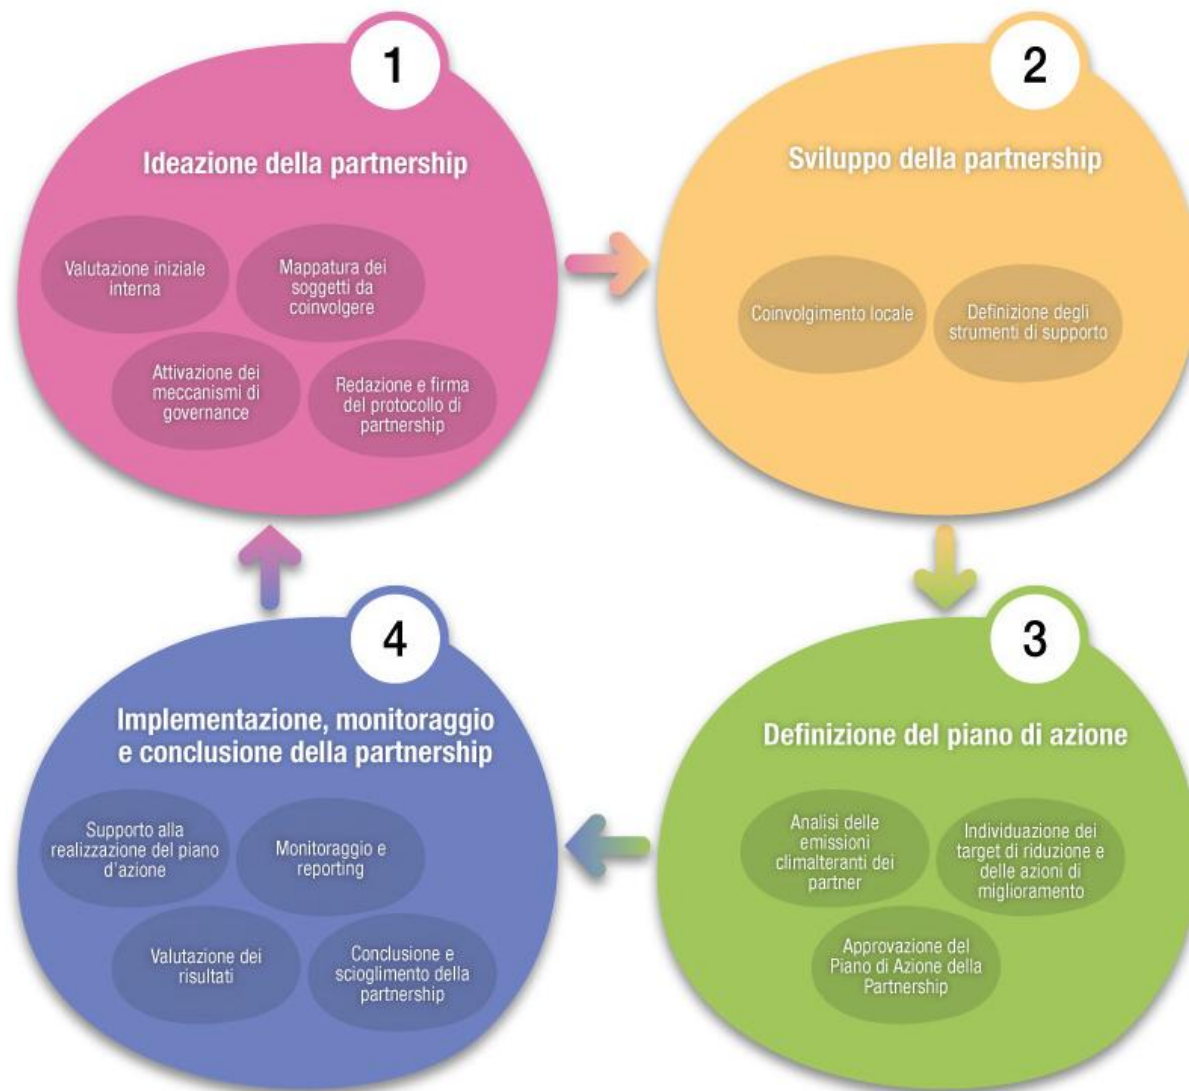 1
Ideazione della partnership
Valutazione iniziale
interna
Mappatura dei
soggetti da
coinvolgere
Attivazione dei
meccanismi di
governance
Redazione e firma
del protocollo di
partnership
2
Sviluppo della partnership
Coinvolgimento locale
Definizione degli
strumenti di supporto
3
Definizione del piano di azione
Analisi delle
emissioni
climalteranti dei
partner
Individuazione dei
target di riduzione e
delle azioni di
miglioramento
Approvazione del
Piano di Azione della
Partnership
4
Implementazione, monitoraggio
e conclusione della partnership
Supporto alla
realizzazione del piano
d'azione
Monitoraggio e
reporting
Valutazione dei
risultati
Conclusione e
scioglimento della
partnership